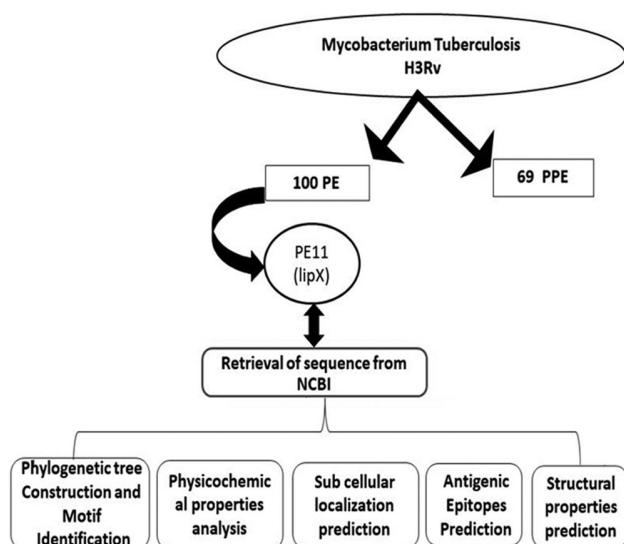 Mycobacterium Tuberculosis
H3Rv
100 PE
69 PPE
PE11
(lipX)
Retrieval of sequence from
NCBI
Phylogenetic tree
Construction and
Motif
Identification
Physicochemic
al properties
analysis
Sub cellular
localization
prediction
Antigenic
Epitopes
Prediction
Structural
properties
prediction